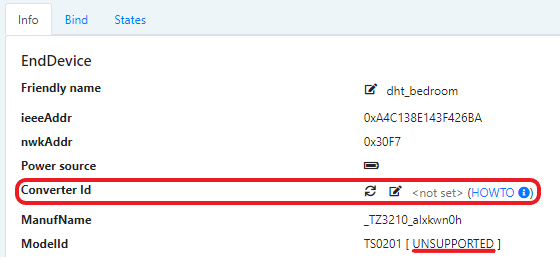 Info Bind States
EndDevice
Friendly name dht_bedroom
ieeeAddr 0xA4C138E143F426BA
nwkAddr 0x30F7
Power source
Converter Id <not set> (HOWTO i)
ManufName _TZ3210_alxkwn0h
ModelId TS0201 [ UNSUPPORTED ]